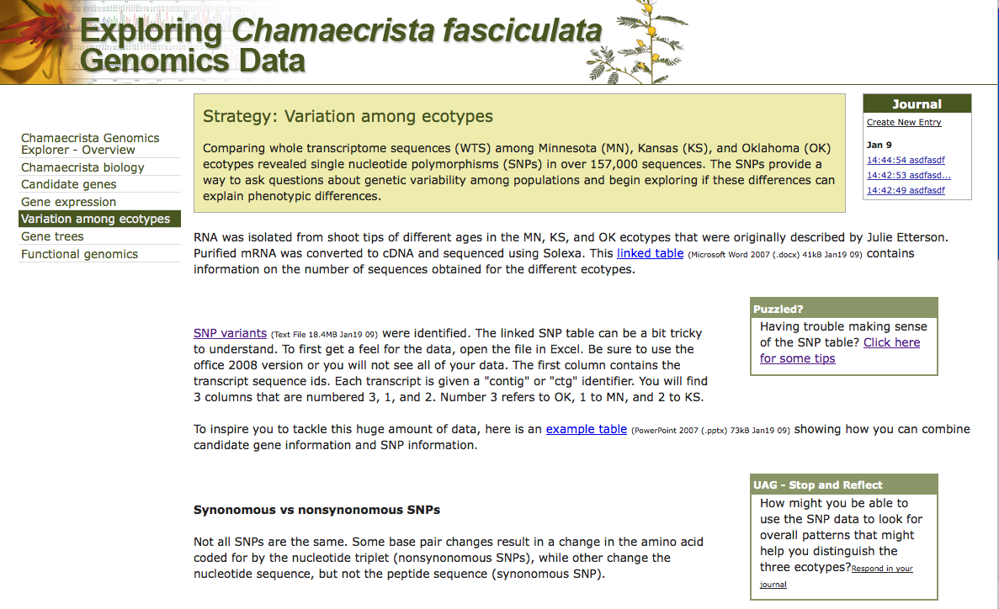 Exploring Chamaecrista fasciculata
Genomics Data
Chamaecrista Genomics
Explorer - Overview
Chamaecrista biology
Candidate genes
Gene expression
Variation among ecotypes
Gene trees
Functional genomics
Strategy: Variation among ecotypes
Comparing whole transcriptome sequences (WTS) among Minnesota (MN), Kansas (KS), and Oklahoma (OK)
ecotypes revealed single nucleotide polymorphisms (SNPs) in over 157,000 sequences. The SNPs provide a
way to ask questions about genetic variability among populations and begin exploring if these differences can
explain phenotypic differences.
Journal
Create New Entry
Jan 9
14:44:54 asdfasdf
14:42:53 asdfasd...
14:42:49 asdfasdf
RNA was isolated from shoot tips of different ages in the MN, KS, and OK ecotypes that were originally described by Julie Etterson.
Purified mRNA was converted to cDNA and sequenced using Solexa. This linked table (Microsoft Word 2007 (.docx) 41kB Jan19 09) contains
information on the number of sequences obtained for the different ecotypes.
Puzzled?
Having trouble making sense
of the SNP table? Click here
for some tips
SNP variants (Text File 18.4MB Jan19 09) were identified. The linked SNP table can be a bit tricky
to understand. To first get a feel for the data, open the file in Excel. Be sure to use the
office 2008 version or you will not see all of your data. The first column contains the
transcript sequence ids. Each transcript is given a "contig" or "ctg" identifier. You will find
3 columns that are numbered 3, 1, and 2. Number 3 refers to OK, 1 to MN, and 2 to KS.
To inspire you to tackle this huge amount of data, here is an example table (PowerPoint 2007 (.pptx) 73kB Jan19 09) showing how you can combine
candidate gene information and SNP information.
UAG - Stop and Reflect
How might you be able to
use the SNP data to look for
overall patterns that might
help you distinguish the
three ecotypes?Respond in your
journal
Synonomous vs nonsynonomous SNPs
Not all SNPs are the same. Some base pair changes result in a change in the amino acid
coded for by the nucleotide triplet (nonsynonomous SNPs), while other change the
nucleotide sequence, but not the peptide sequence (synonomous SNP).